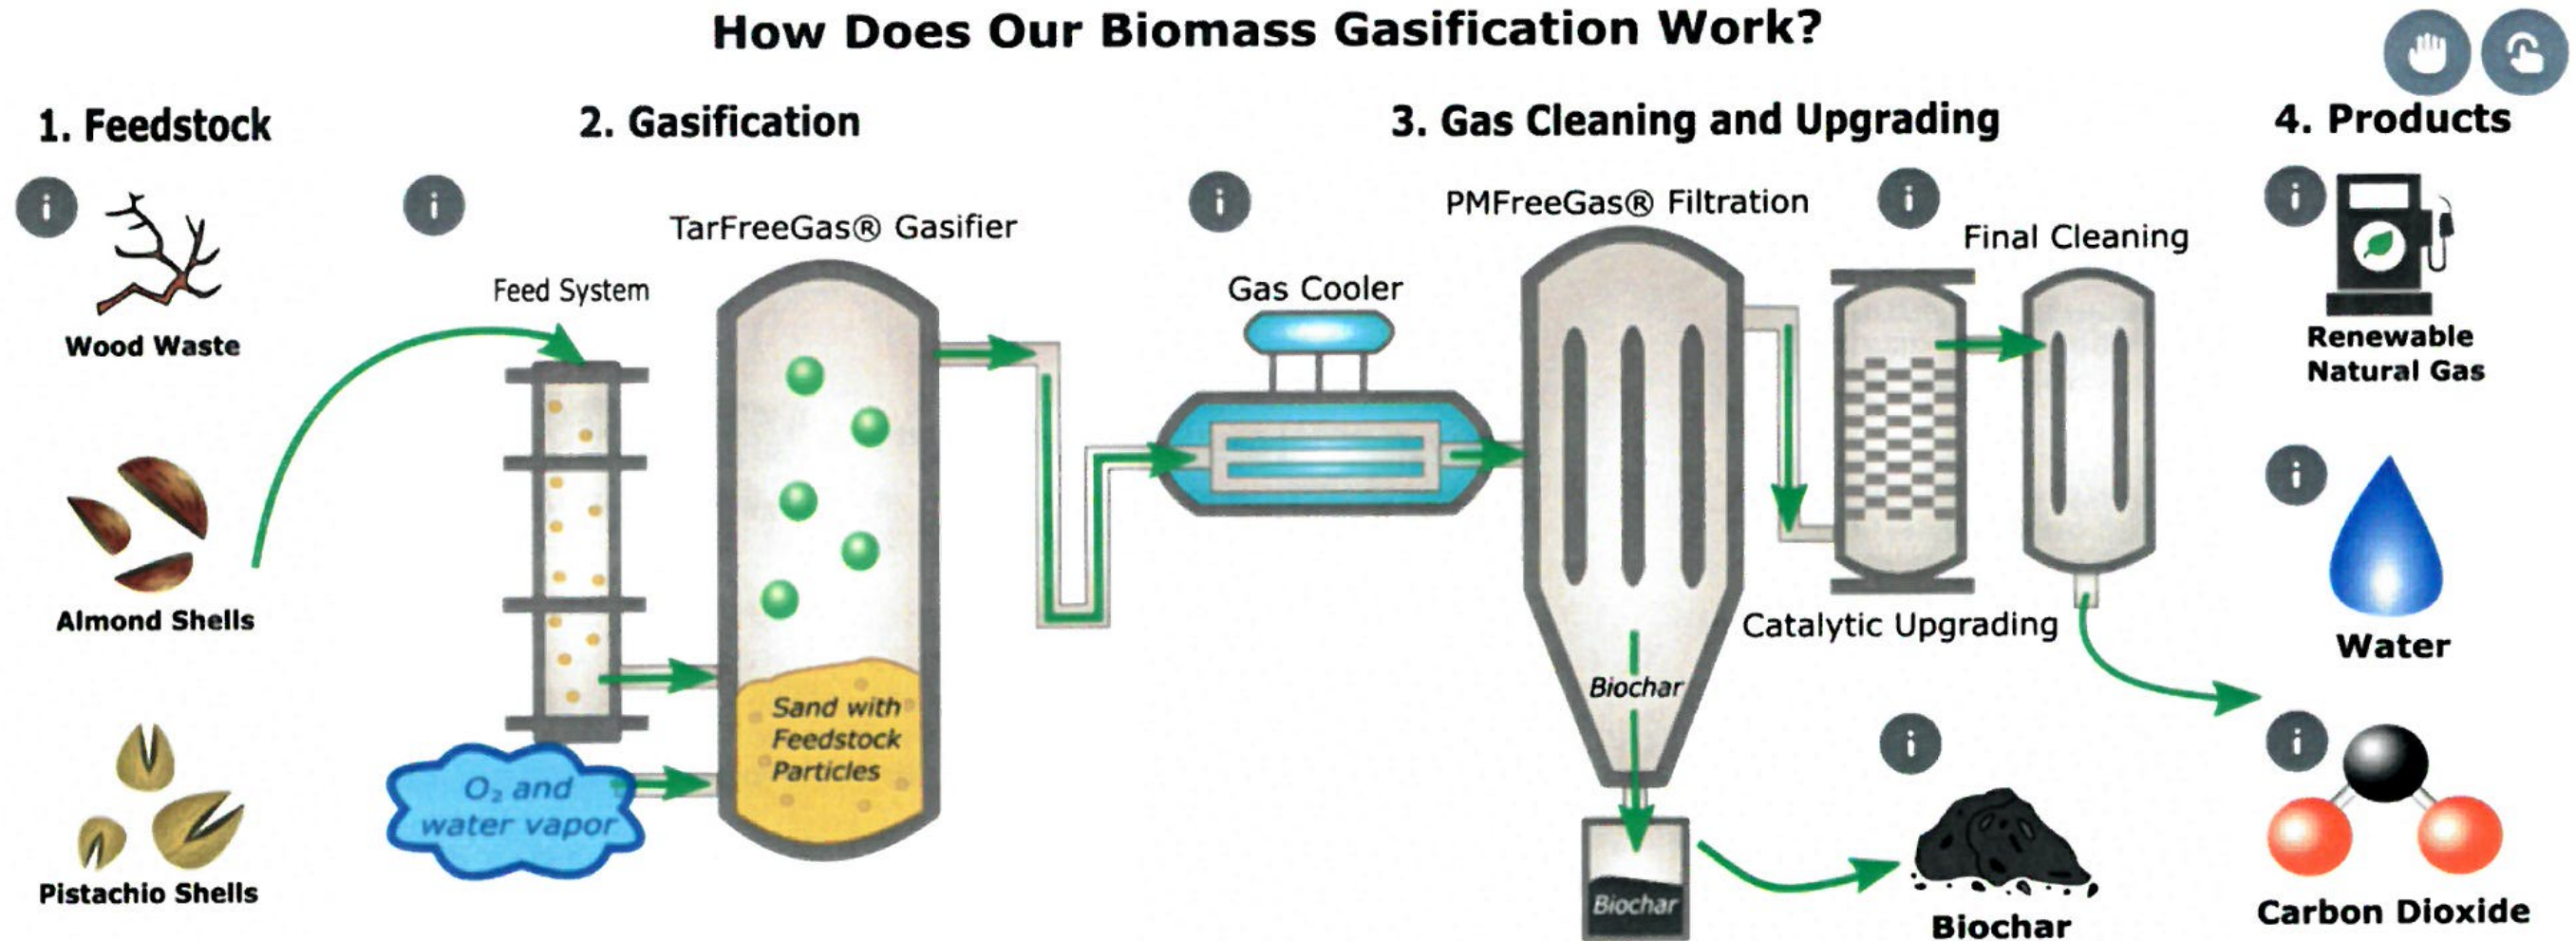 How Does Our Biomass Gasification Work?
1. Feedstock
Wood Waste
Almond Shells
Pistachio Shells
2. Gasification
Feed System
TarFreeGas® Gasifier
O₂ and
water vapor
Sand with
Feedstock
Particles
3. Gas Cleaning and Upgrading
Gas Cooler
PMFreeGas® Filtration
Biochar
Biochar
Catalytic Upgrading
Final Cleaning
Biochar
4. Products
Renewable
Natural Gas
Water
Carbon Dioxide
i
i
i
i
i
i
i
i